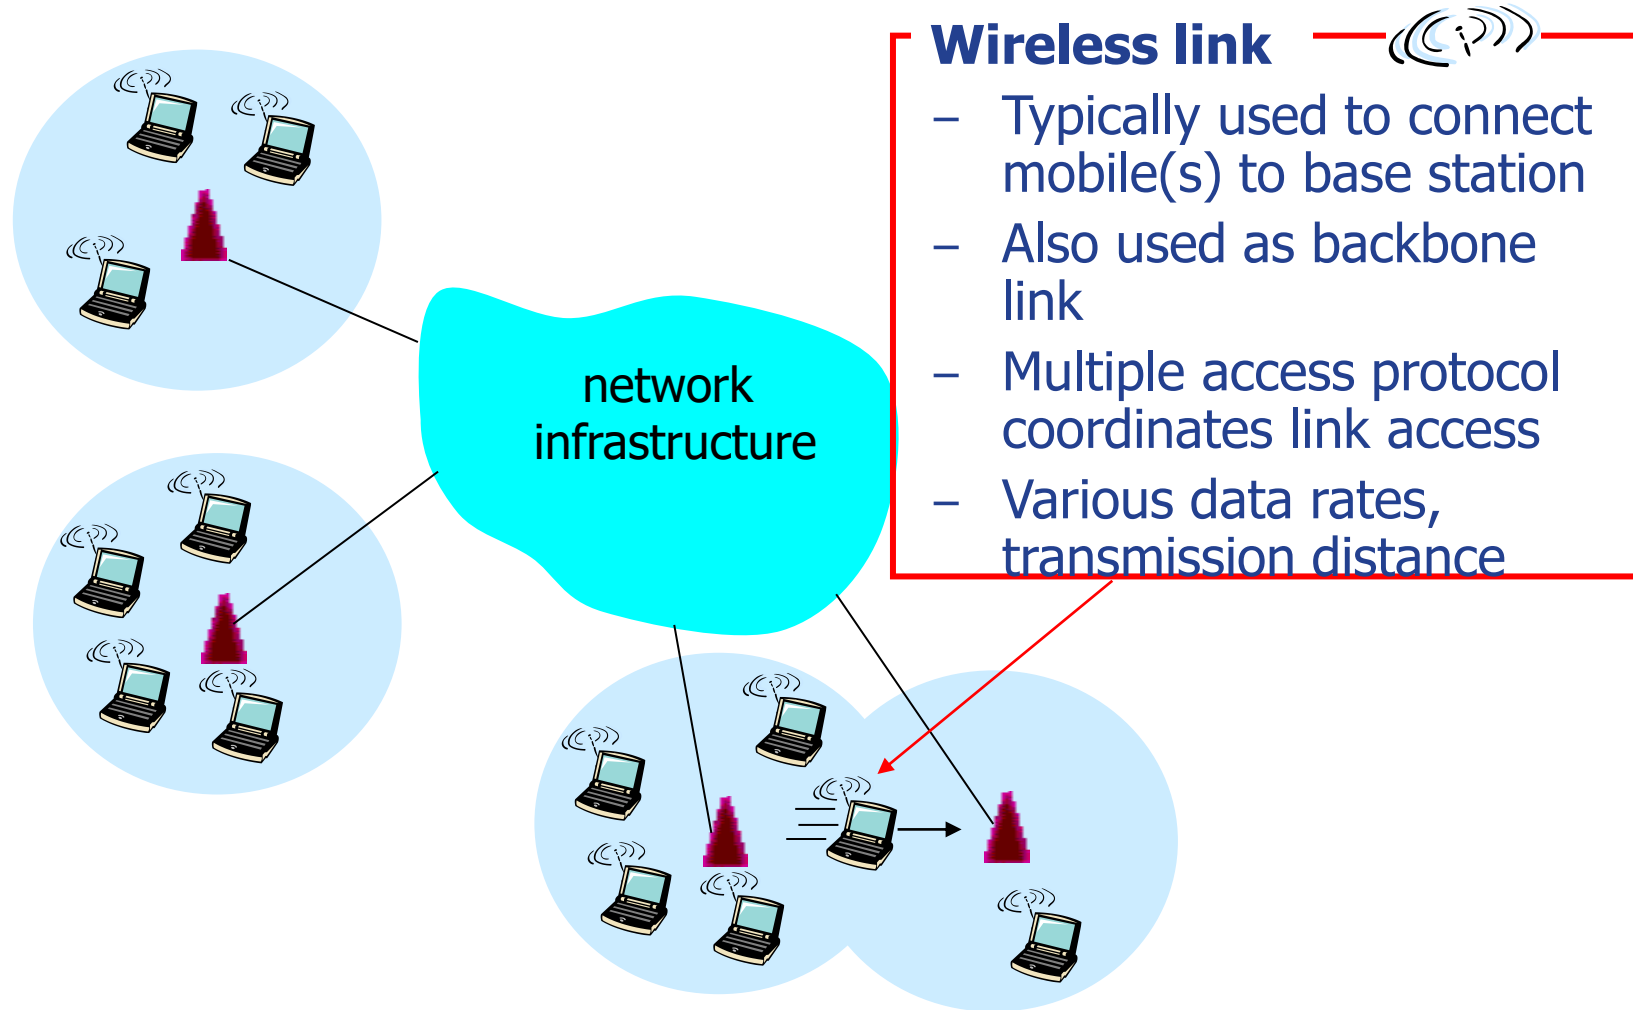 Wireless link
– Typically used to connect
mobile(s) to base station
– Also used as backbone
link
– Multiple access protocol
coordinates link access
– Various data rates,
transmission distance
network
infrastructure